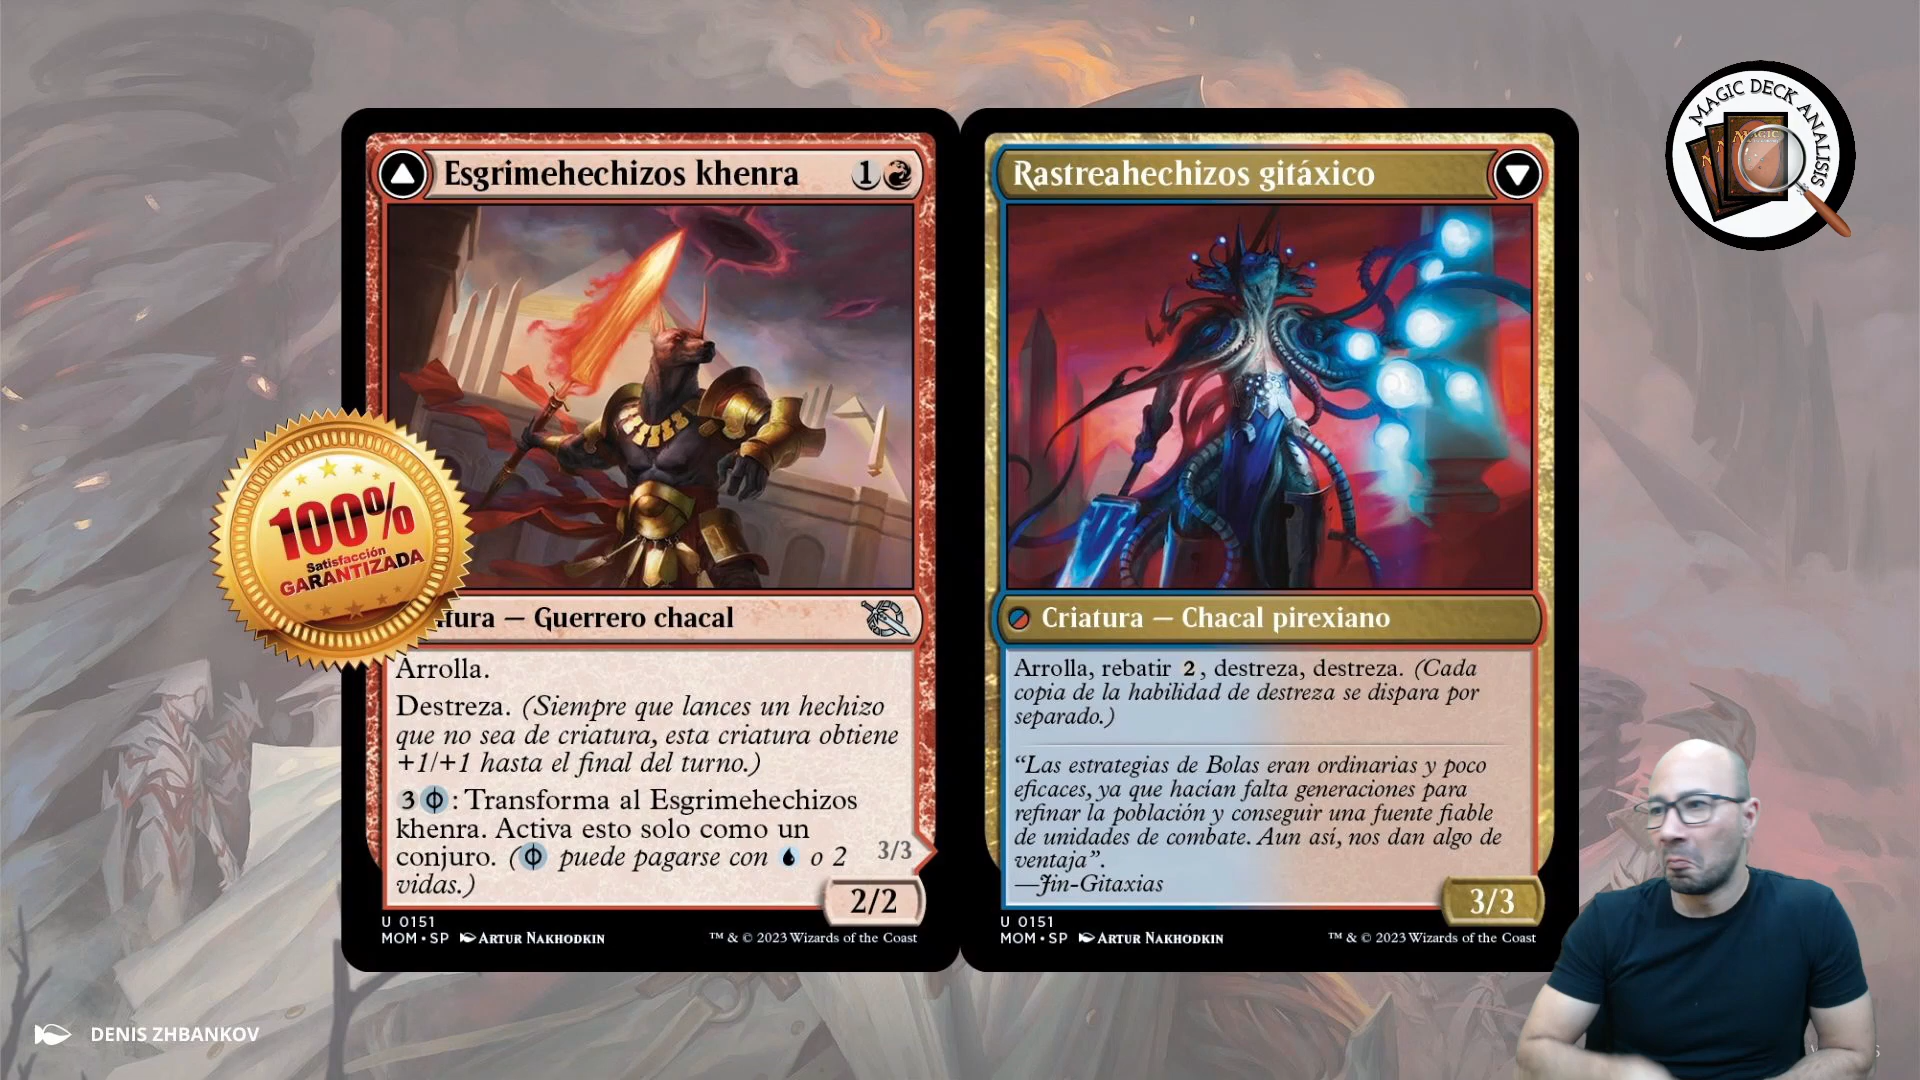 MAGIC DECK ANALISIS
MAGIC
Esgrimehechizos khenra 1
100%
Satisfacción
GARANTIZADA
tura — Guerrero chacal
Arrolla.
Destreza. (Siempre que lances un hechizo
que no sea de criatura, esta criatura obtiene
+1/+1 hasta el final del turno.)
3 : Transforma al Esgrimehechizos
khenra. Activa esto solo como un
conjuro. ( puede pagarse con o 2
vidas.)
3/3
2/2
U 0151
MOM • SP ARTUR NAKHODKIN
™ & © 2023 Wizards of the Coast
Rastreahechizos gitáxico
Criatura — Chacal pirexiano
Arrolla, rebatir 2, destreza, destreza. (Cada
copia de la habilidad de destreza se dispara por
separado.)
“Las estrategias de Bolas eran ordinarias y poco
eficaces, ya que hacían falta generaciones para
refinar la población y conseguir una fuente fiable
de unidades de combate. Aun así, nos dan algo de
ventaja”.
—Jin-Gitaxias
3/3
U 0151
MOM • SP ARTUR NAKHODKIN
™ & © 2023 Wizards of the Coast
DENIS ZHBANKOV